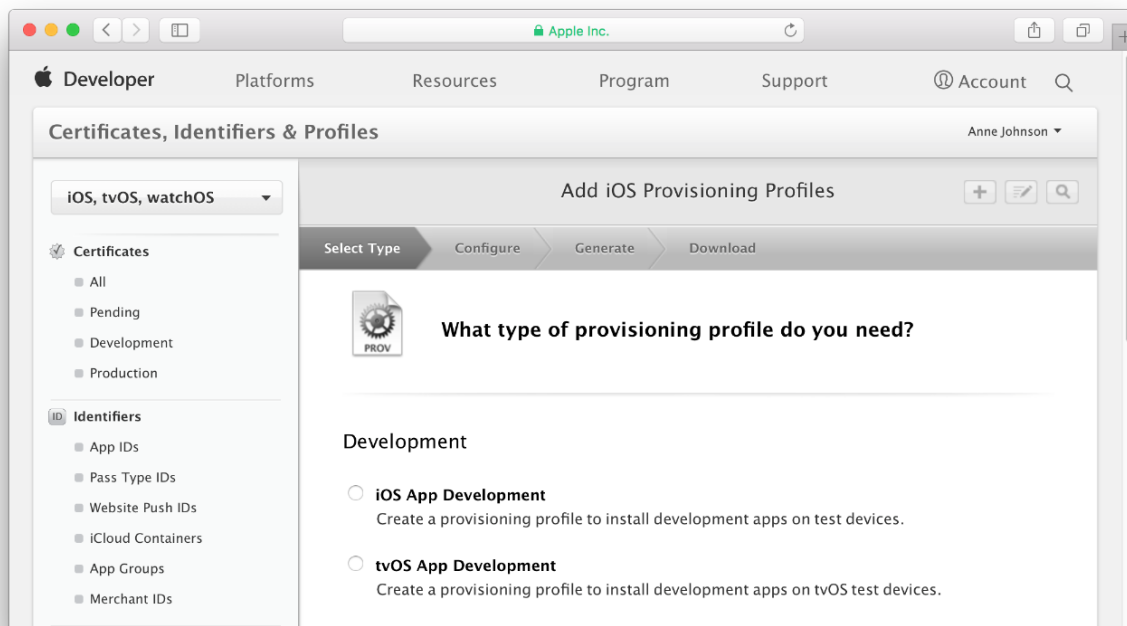 Apple Inc.
Developer
Platforms
Resources
Program
Support
Account
Certificates, Identifiers & Profiles
Anne Johnson
iOS, tvOS, watchOS
Add iOS Provisioning Profiles
Select Type
Configure
Generate
Download
Certificates
All
Pending
Development
Production
ID Identifiers
App IDs
Pass Type IDs
Website Push IDs
iCloud Containers
App Groups
Merchant IDs
PROV
What type of provisioning profile do you need?
Development
iOS App Development
Create a provisioning profile to install development apps on test devices.
tvOS App Development
Create a provisioning profile to install development apps on tvOS test devices.